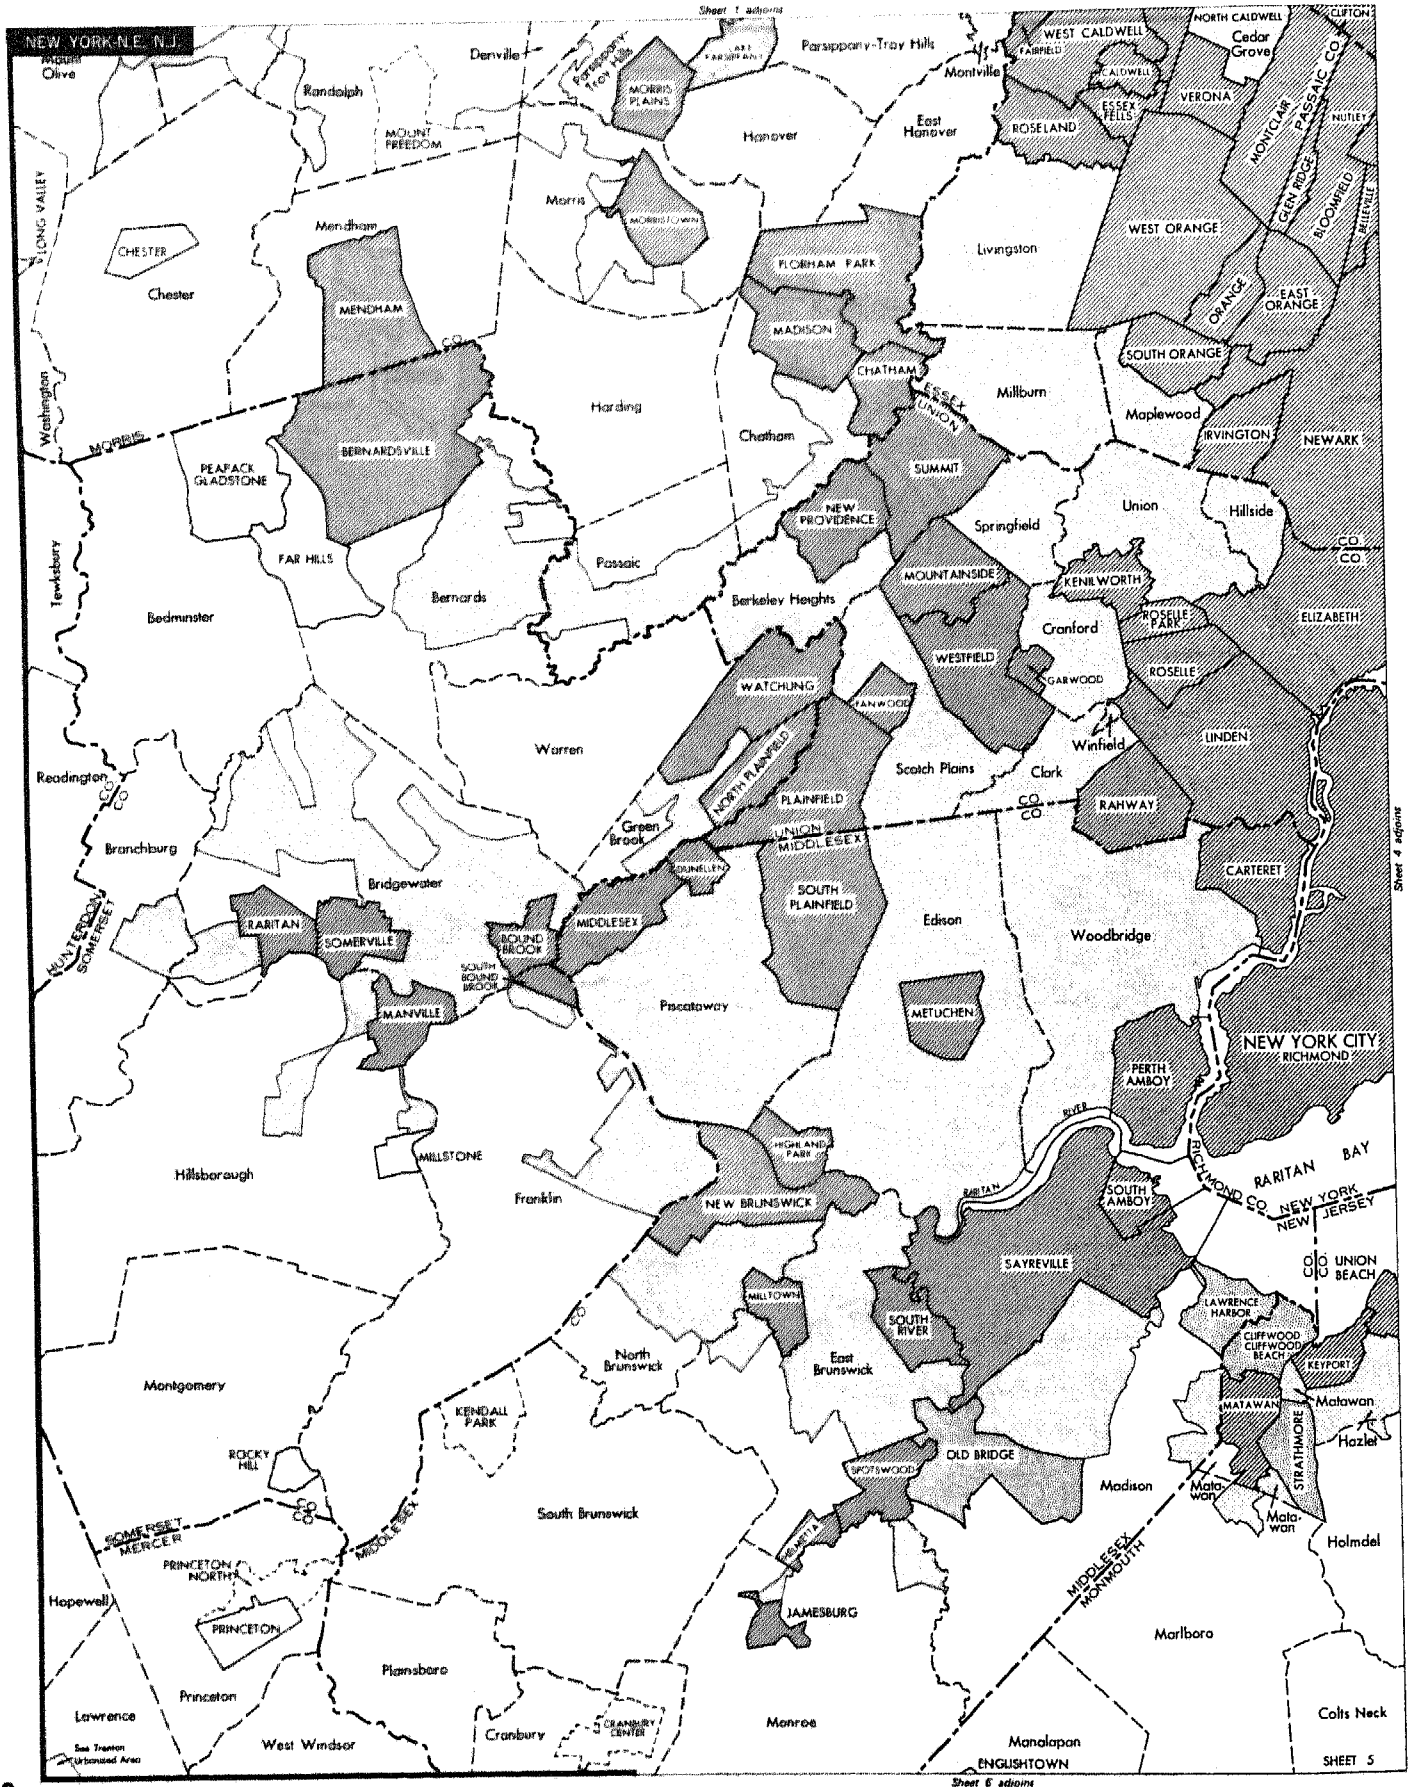 Sheet 1 adjoins
NEW YORK-N.E. N.J.
Mount
Olive
Denville
Parsippany-
Troy Hills
LAKE
PARSIPPANY
Parsippany-Troy Hills
Montville
FAIRFIELD
WEST CALDWELL
NORTH CALDWELL
CLIFTON
Cedar
Grove
PASSAIC CO.
Randolph
MORRIS
PLAINS
CALDWELL
VERONA
MOUNT
FREEDOM
Hanover
East
Hanover
ROSELAND
ESSEX
FELLS
MONTCLAIR
NUTLEY
LONG VALLEY
Morris
MORRISTOWN
GLEN RIDGE
BLOOMFIELD
BELLEVILLE
CHESTER
Mendham
WEST ORANGE
Livingston
FLORHAM PARK
Chester
MENDHAM
ORANGE
EAST
ORANGE
MADISON
CO.
SOUTH ORANGE
CHATHAM
Washington
Harding
ESSEX
UNION
Millburn
Maplewood
MORRIS
Chatham
IRVINGTON
NEWARK
BERNARDSVILLE
PEAPACK
GLADSTONE
SUMMIT
NEW
PROVIDENCE
Springfield
Union
Hillside
CO.
CO.
Tewksbury
FAR HILLS
Passaic
MOUNTAINSIDE
KENILWORTH
Bernards
Berkeley Heights
Bedminster
ROSELLE
PARK
ELIZABETH
Cranford
WESTFIELD
GARWOOD
ROSELLE
WATCHUNG
FANWOOD
Warren
Winfield
LINDEN
Readington
CO
CO
NORTH PLAINFIELD
Scotch Plains
Clark
PLAINFIELD
CO.
CO.
RAHWAY
Green
Brook
UNION
MIDDLESEX
Sheet 4 adjoins
Branchburg
DUNELLEN
CARTERET
Bridgewater
SOUTH
PLAINFIELD
HUNTERDON
SOMERSET
RARITAN
SOMERVILLE
BOUND
BROOK
MIDDLESEX
Edison
Woodbridge
SOUTH
BOUND
BROOK
MANVILLE
Piscataway
METUCHEN
NEW YORK CITY
RICHMOND
PERTH
AMBOY
RIVER
HIGHLAND
PARK
MILLSTONE
Hillsborough
RARITAN BAY
Franklin
RARITAN
RICHMOND CO.
NEW BRUNSWICK
SOUTH
AMBOY
NEW YORK
NEW JERSEY
SAYREVILLE
CO
CO
UNION
BEACH
MILLTOWN
LAWRENCE
HARBOR
CO
SOUTH
RIVER
CLIFFWOOD
CLIFFWOOD
BEACH
North
Brunswick
East
Brunswick
KEYPORT
Montgomery
KENDALL
PARK
MATAWAN
Matawan
Hazlet
ROCKY
HILL
OLD BRIDGE
STRATHMORE
SPOTSWOOD
Madison
Mata-
wan
CO
CO
South Brunswick
Mata-
wan
SOMERSET
MERCER
MIDDLESEX
HELMETTA
Holmdel
PRINCETON
NORTH
MIDDLESEX
MONMOUTH
Hopewell
JAMESBURG
PRINCETON
Marlboro
Plainsboro
Princeton
Lawrence
CRANBURY
CENTER
Monroe
Colts Neck
Cranbury
See Trenton
Urbanized Area
West Windsor
Manalapan
ENGLISHTOWN
SHEET 5
Sheet 6 adjoins